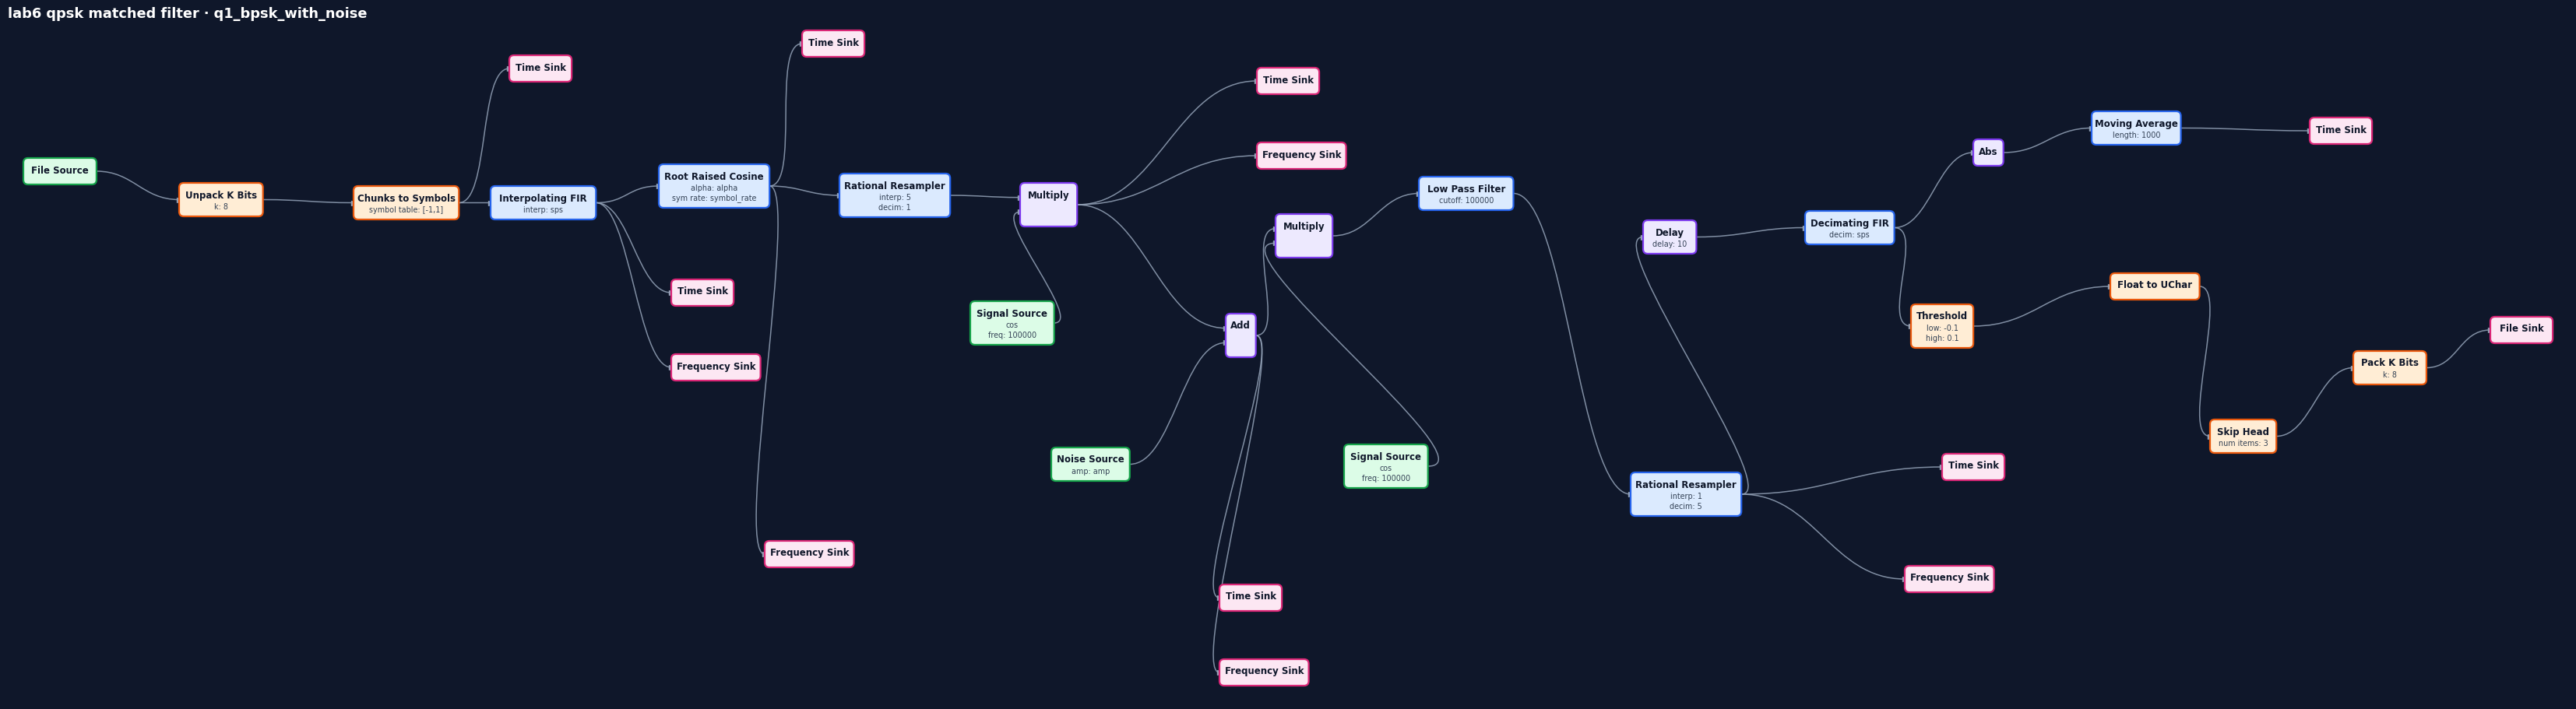 lab6 qpsk matched filter · q1_bpsk_with_noise
Time Sink
Time Sink
Time Sink
Frequency Sink
File Source
Unpack K Bits
k: 8
Chunks to Symbols
symbol table: [-1,1]
Interpolating FIR
interp: sps
Root Raised Cosine
alpha: alpha
sym rate: symbol_rate
Rational Resampler
interp: 5
decim: 1
Multiply
Multiply
Low Pass Filter
cutoff: 100000
Delay
delay: 10
Decimating FIR
decim: sps
Abs
Moving Average
length: 1000
Time Sink
Time Sink
Frequency Sink
Signal Source
cos
freq: 100000
Add
Threshold
low: -0.1
high: 0.1
Float to UChar
File Sink
Pack K Bits
k: 8
Skip Head
num items: 3
Noise Source
amp: amp
Signal Source
cos
freq: 100000
Rational Resampler
interp: 1
decim: 5
Time Sink
Frequency Sink
Frequency Sink
Time Sink
Frequency Sink